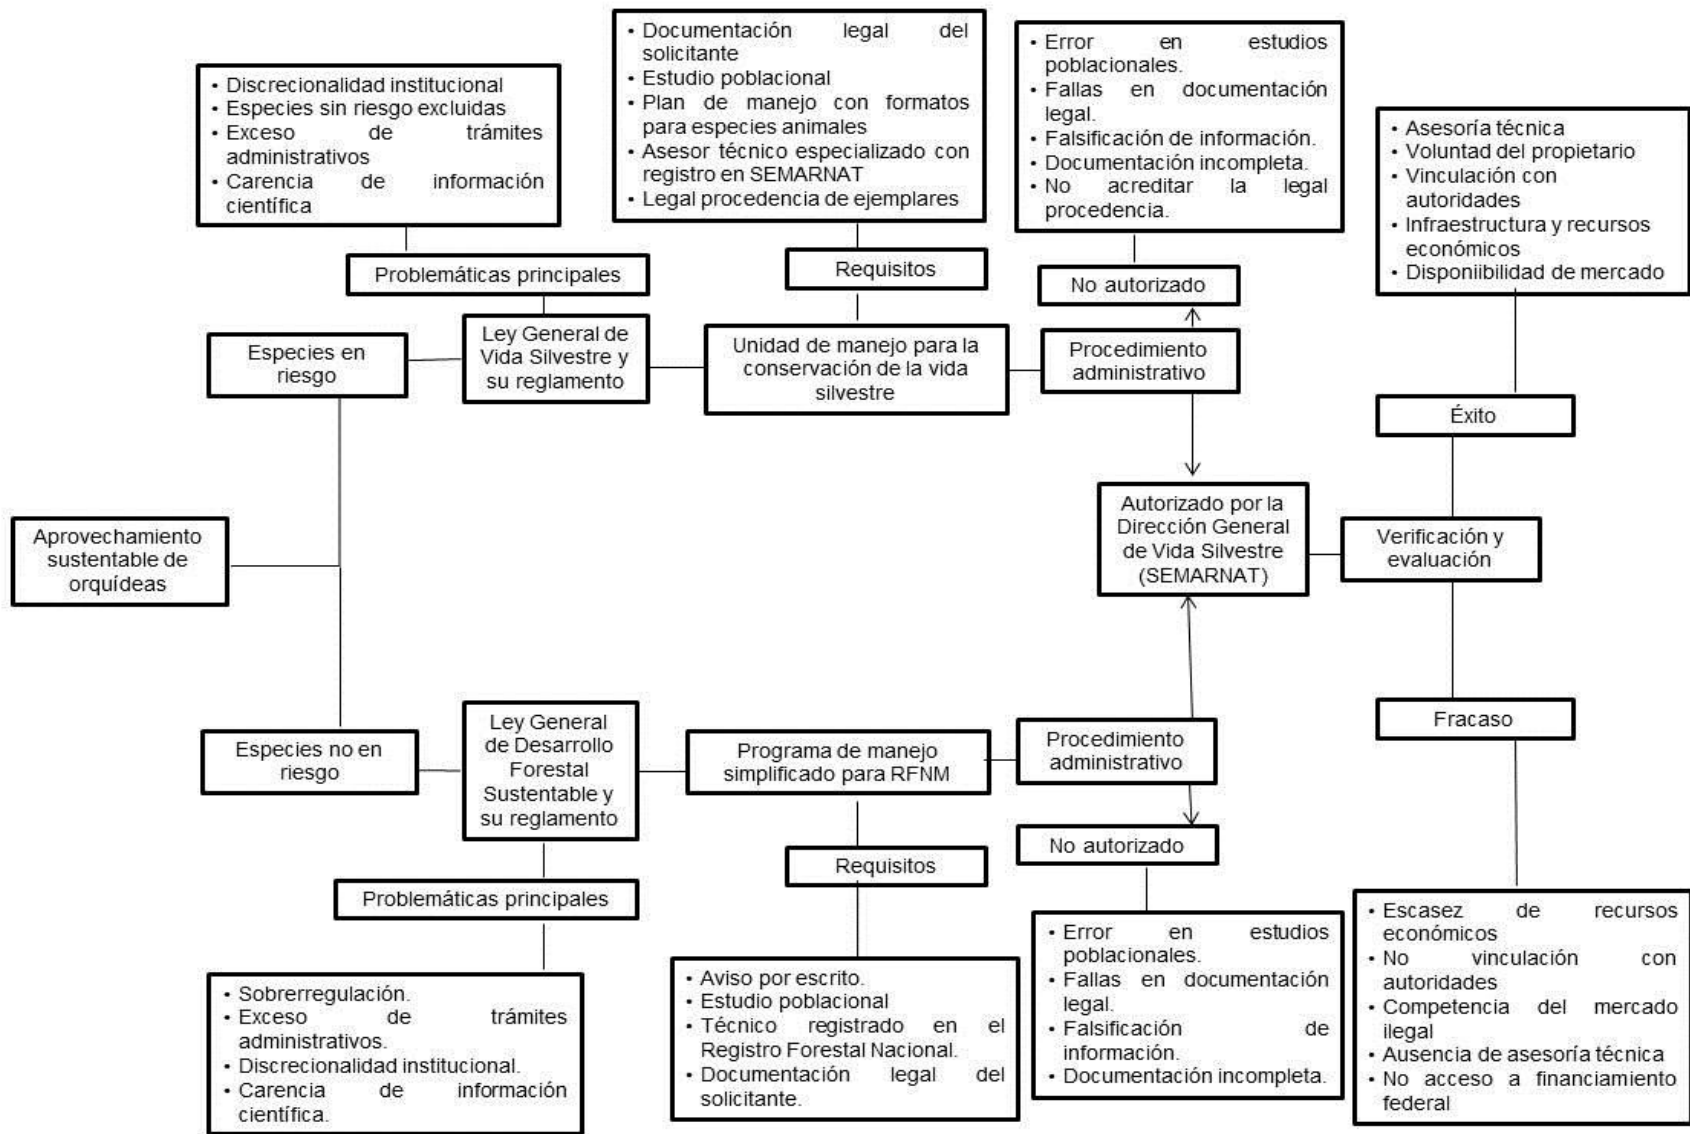 • Discrecionalidad institucional
• Especies sin riesgo excluidas
• Exceso de trámites
administrativos
• Carencia de información
científica
• Documentación legal del
solicitante
• Estudio poblacional
• Plan de manejo con formatos
para especies animales
• Asesor técnico especializado con
registro en SEMARNAT
• Legal procedencia de ejemplares
• Error en estudios
poblacionales.
• Fallas en documentación
legal.
• Falsificación de información.
• Documentación incompleta.
• No acreditar la legal
procedencia.
• Asesoría técnica
• Voluntad del propietario
• Vinculación con
autoridades
• Infraestructura y recursos
económicos
• Disponiibilidad de mercado
Problemáticas principales
Requisitos
No autorizado
Especies en
riesgo
Ley General de
Vida Silvestre y
su reglamento
Unidad de manejo para la
conservación de la vida
silvestre
Procedimiento
administrativo
Éxito
Aprovechamiento
sustentable de
orquídeas
Autorizado por la
Dirección General
de Vida Silvestre
(SEMARNAT)
Verificación y
evaluación
Especies no en
riesgo
Ley General
de Desarrollo
Forestal
Sustentable y
su reglamento
Programa de manejo
simplificado para RFNM
Procedimiento
administrativo
Fracaso
Problemáticas principales
Requisitos
No autorizado
• Sobrerregulación.
• Exceso de trámites
administrativos.
• Discrecionalidad institucional.
• Carencia de información
científica.
• Aviso por escrito.
• Estudio poblacional
• Técnico registrado en el
Registro Forestal Nacional.
• Documentación legal del
solicitante.
• Error en estudios
poblacionales.
• Fallas en documentación
legal.
• Falsificación de
información.
• Documentación incompleta.
• Escasez de recursos
económicos
• No vinculación con
autoridades
• Competencia del mercado
ilegal
• Ausencia de asesoría técnica
• No acceso a financiamiento
federal